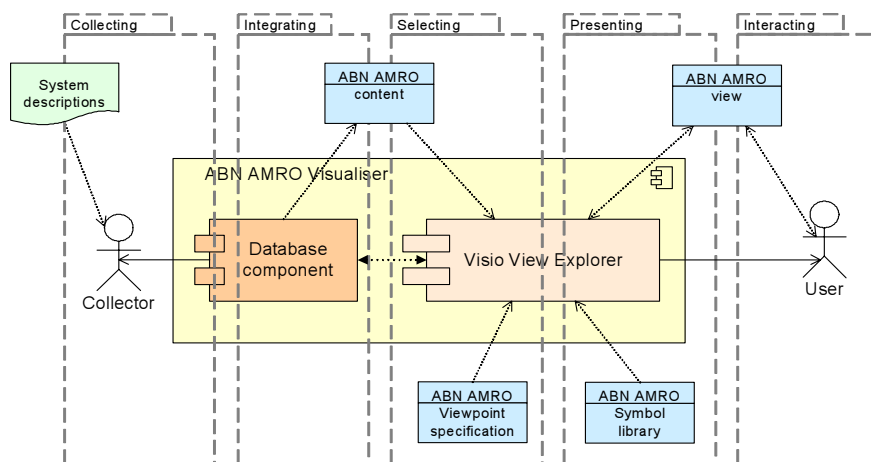 Collecting
Integrating
Selecting
Presenting
Interacting
System
descriptions
ABN AMRO
content
ABN AMRO
view
ABN AMRO Visualiser
Database
component
Visio View Explorer
Collector
User
ABN AMRO
Viewpoint
specification
ABN AMRO
Symbol
library